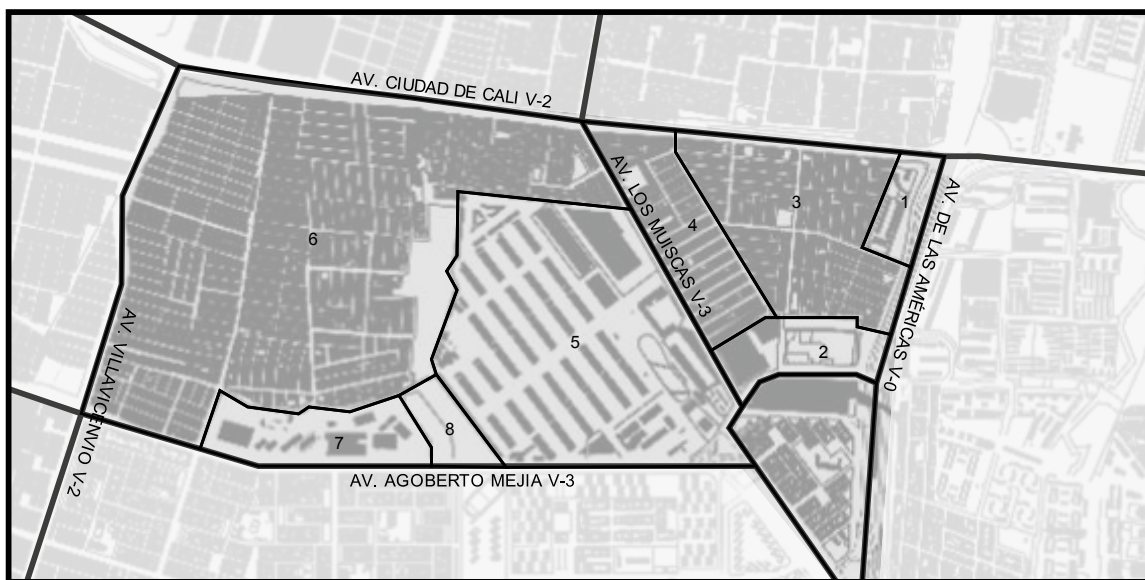 AV. CIUDAD DE CALI V-2
AV. LOS MUISCAS V-3
AV. DE LAS AMÉRICAS V-0
1
3
4
6
2
5
AV. VILLAVICENVIO V-2
8
7
AV. AGOBERTO MEJIA V-3